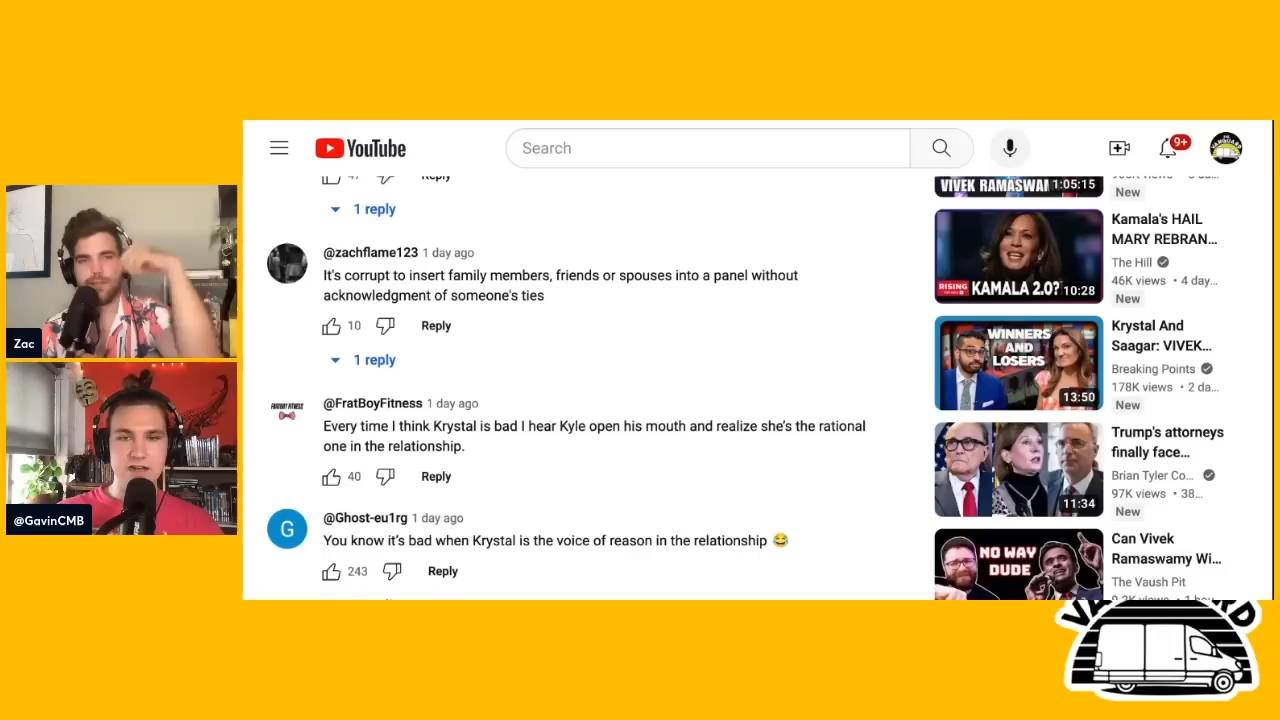 YouTube
Search
9+
47
Reply
1 reply
@zachflame123 1 day ago
It's corrupt to insert family members, friends or spouses into a panel without
acknowledgment of someone's ties
10
Reply
1 reply
@FratBoyFitness 1 day ago
Every time I think Krystal is bad I hear Kyle open his mouth and realize she's the rational
one in the relationship.
40
Reply
@Ghost-eu1rg 1 day ago
G
You know it's bad when Krystal is the voice of reason in the relationship 😂
243
Reply
VIVEK RAMASWAM
1:05:15
New
Kamala's HAIL
MARY REBRAN...
The Hill
46K views • 4 day...
New
RISING
KAMALA 2.0?
10:28
Krystal And
Saagar: VIVEK...
Breaking Points
178K views • 2 da...
New
WINNERS
AND
LOSERS
13:50
Trump's attorneys
finally face...
Brian Tyler Co...
97K views • 38...
New
11:34
Can Vivek
Ramaswamy Wi...
The Vaush Pit
NO WAY
DUDE
Zac
@GavinCMB